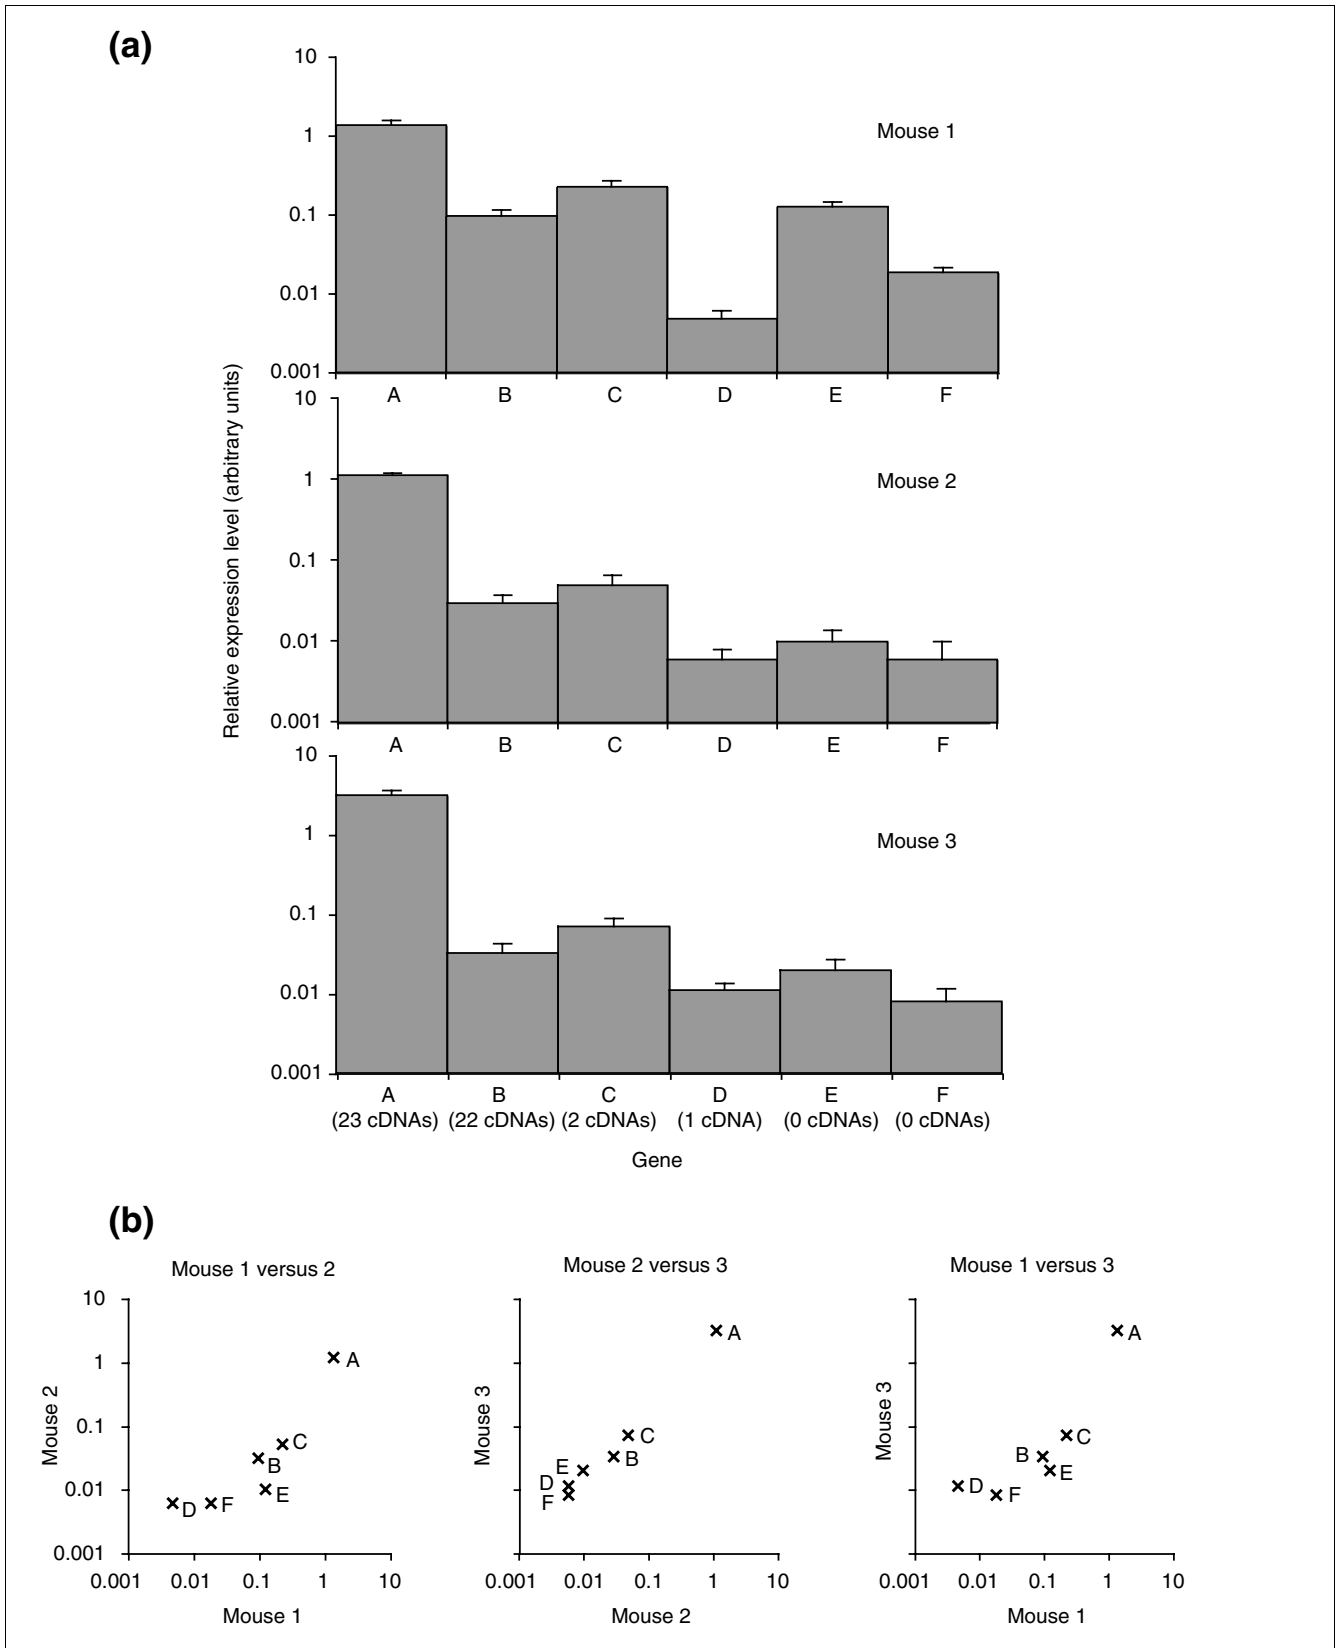 (a)
10
1
0.1
0.01
0.001
Mouse 1
A B C D E F
10
1
0.1
0.01
0.001
Mouse 2
A B C D E F
10
1
0.1
0.01
0.001
Mouse 3
A B C D E F
(23 cDNAs) (22 cDNAs) (2 cDNAs) (1 cDNA) (0 cDNAs) (0 cDNAs)
Gene
Relative expression level (arbitrary units)
(b)
Mouse 1 versus 2
10
1
0.1
0.01
0.001
Mouse 2
A
C
B
E
D F
0.001 0.01 0.1 1 10
Mouse 1
Mouse 2 versus 3
Mouse 3
A
C
B
E
D
F
0.001 0.01 0.1 1 10
Mouse 2
Mouse 1 versus 3
Mouse 3
A
C
B
E
D
F
0.001 0.01 0.1 1 10
Mouse 1